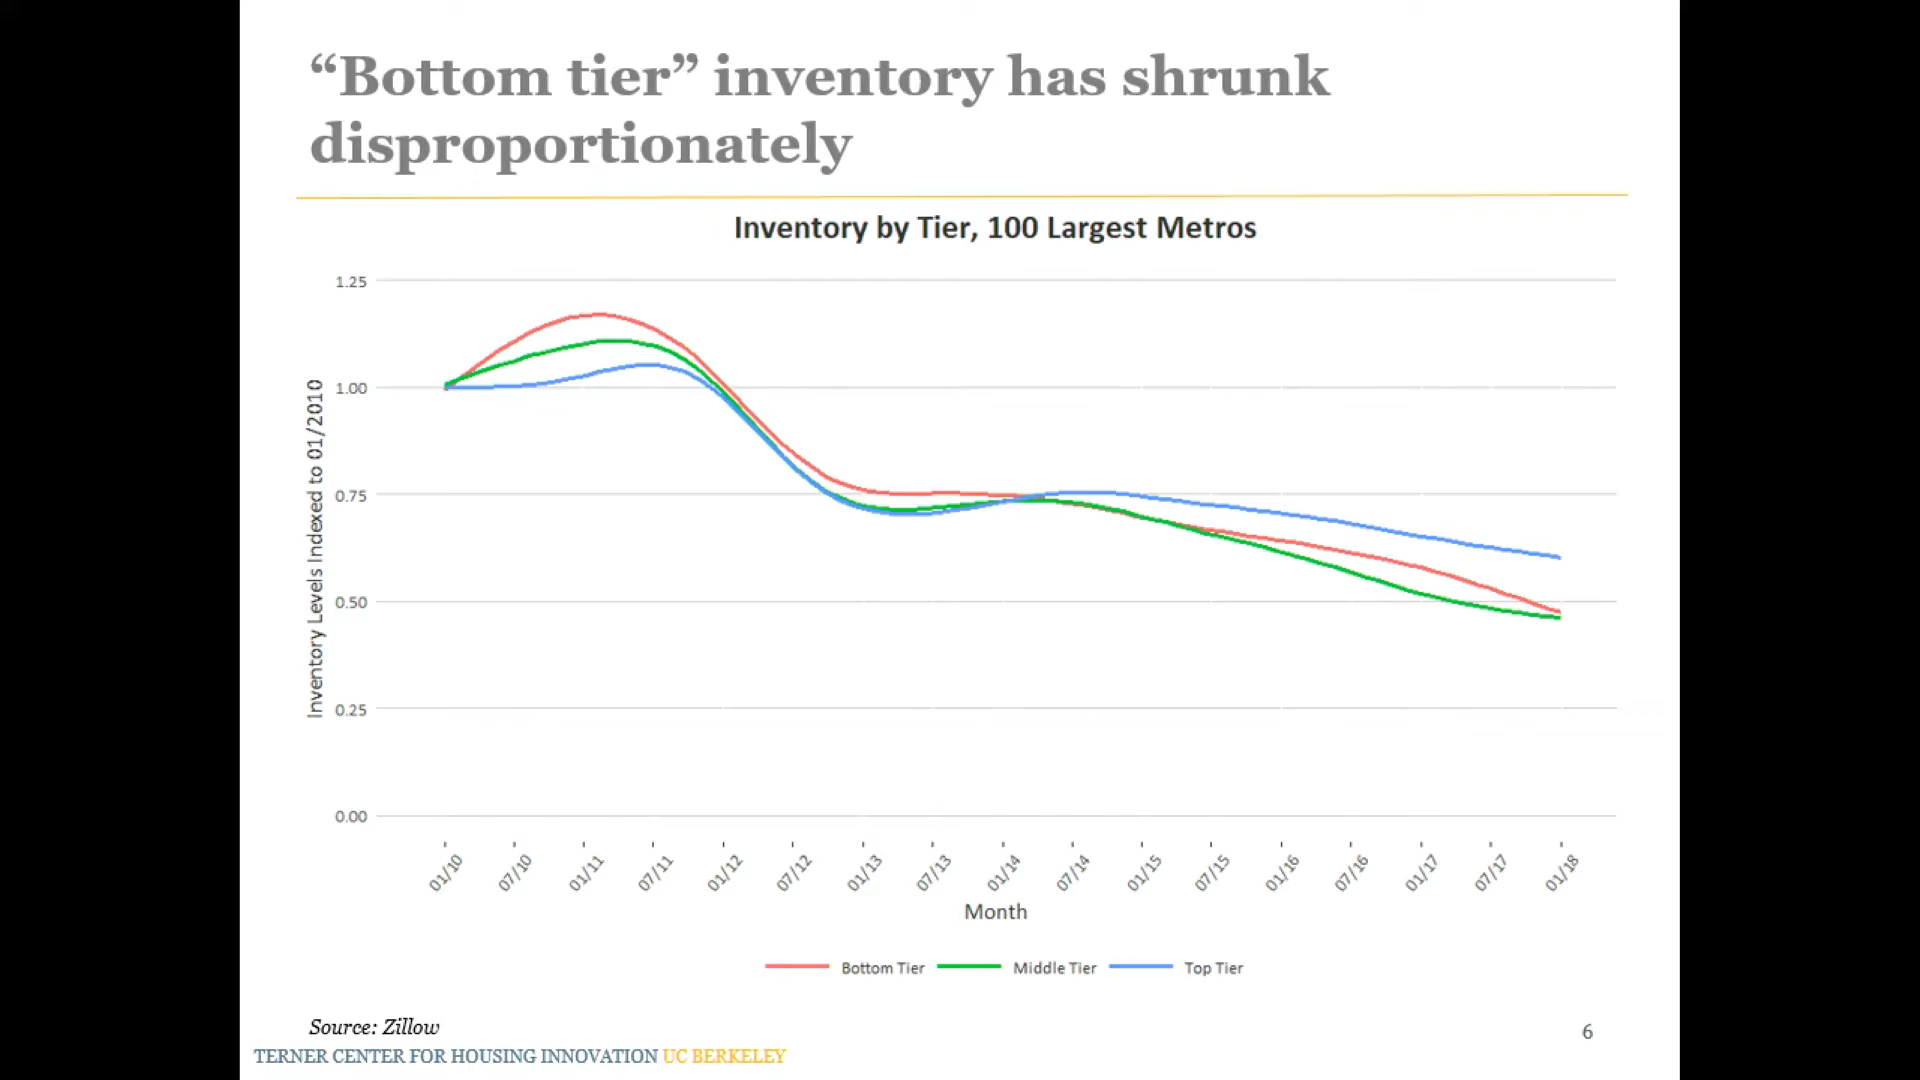 “Bottom tier” inventory has shrunk
disproportionately
Inventory by Tier, 100 Largest Metros
Inventory Levels Indexed to 01/2010
1.25
1.00
0.75
0.50
0.25
0.00
01/10 07/10 01/11 07/11 01/12 07/12 01/13 07/13 01/14 07/14 01/15 07/15 01/16 07/16 01/17 07/17 01/18
Month
Bottom Tier Middle Tier Top Tier
Source: Zillow
6
TERNER CENTER FOR HOUSING INNOVATION UC BERKELEY